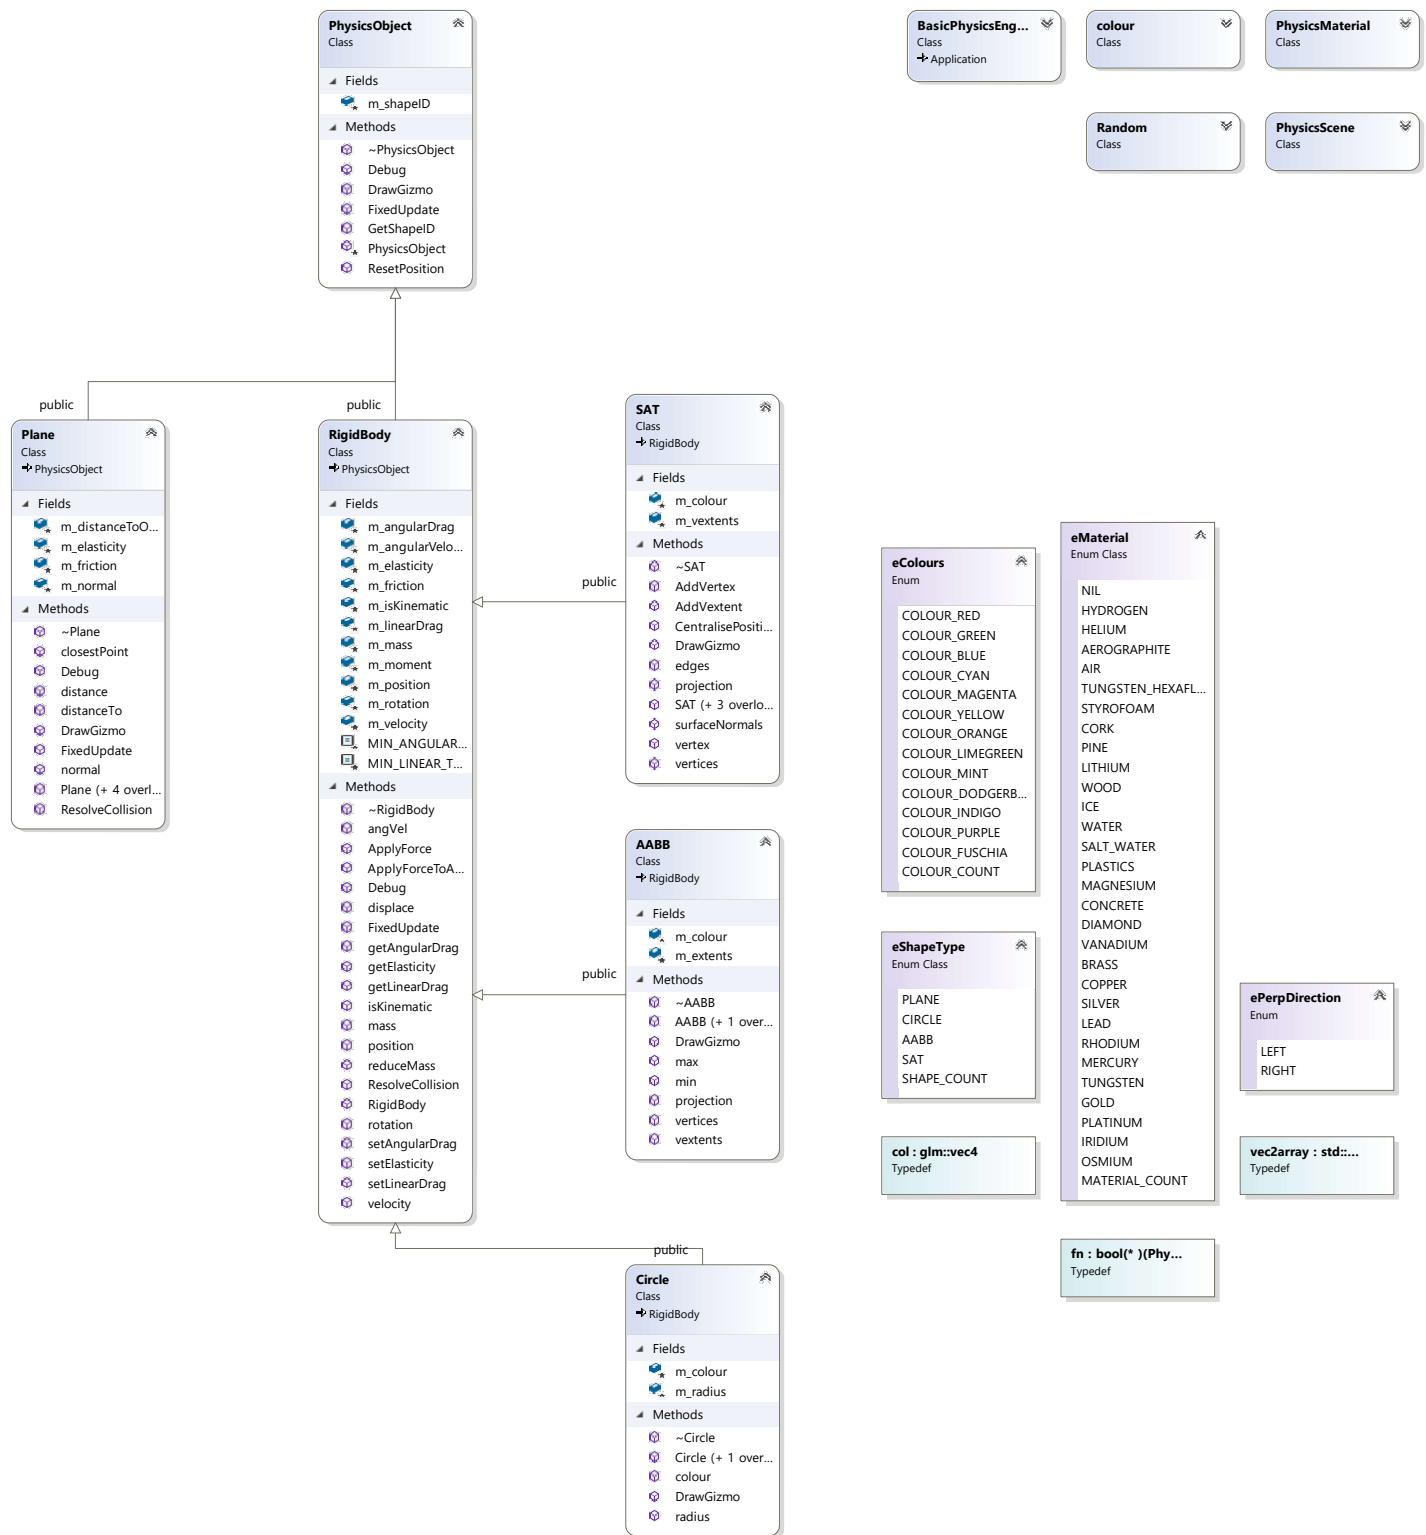 PhysicsObject
Class
Fields
m_shapeID
Methods
~PhysicsObject
Debug
DrawGizmo
FixedUpdate
GetShapeID
PhysicsObject
ResetPosition
BasicPhysicsEng...
Class
Application
colour
Class
PhysicsMaterial
Class
Random
Class
PhysicsScene
Class
public
public
Plane
Class
PhysicsObject
Fields
m_distanceToO...
m_elasticity
m_friction
m_normal
Methods
~Plane
closestPoint
Debug
distance
distanceTo
DrawGizmo
FixedUpdate
normal
Plane (+ 4 overl...
ResolveCollision
RigidBody
Class
PhysicsObject
Fields
m_angularDrag
m_angularVelo...
m_elasticity
m_friction
m_isKinematic
m_linearDrag
m_mass
m_moment
m_position
m_rotation
m_velocity
MIN_ANGULAR...
MIN_LINEAR_T...
Methods
~RigidBody
angVel
ApplyForce
ApplyForceToA...
Debug
displace
FixedUpdate
getAngularDrag
getElasticity
getLinearDrag
isKinematic
mass
position
reduceMass
ResolveCollision
RigidBody
rotation
setAngularDrag
setElasticity
setLinearDrag
velocity
public
SAT
Class
RigidBody
Fields
m_colour
m_vextents
Methods
~SAT
AddVertex
AddVextent
CentralisePositi...
DrawGizmo
edges
projection
SAT (+ 3 overlo...
surfaceNormals
vertex
vertices
public
AABB
Class
RigidBody
Fields
m_colour
m_extents
Methods
~AABB
AABB (+ 1 over...
DrawGizmo
max
min
projection
vertices
vextents
public
Circle
Class
RigidBody
Fields
m_colour
m_radius
Methods
~Circle
Circle (+ 1 over...
colour
DrawGizmo
radius
eColours
Enum
COLOUR_RED
COLOUR_GREEN
COLOUR_BLUE
COLOUR_CYAN
COLOUR_MAGENTA
COLOUR_YELLOW
COLOUR_ORANGE
COLOUR_LIMEGREEN
COLOUR_MINT
COLOUR_DODGERB...
COLOUR_INDIGO
COLOUR_PURPLE
COLOUR_FUSCHIA
COLOUR_COUNT
eShapeType
Enum Class
PLANE
CIRCLE
AABB
SAT
SHAPE_COUNT
col : glm::vec4
Typedef
eMaterial
Enum Class
NIL
HYDROGEN
HELIUM
AEROGRAPHITE
AIR
TUNGSTEN_HEXAFL...
STYROFOAM
CORK
PINE
LITHIUM
WOOD
ICE
WATER
SALT_WATER
PLASTICS
MAGNESIUM
CONCRETE
DIAMOND
VANADIUM
BRASS
COPPER
SILVER
LEAD
RHODIUM
MERCURY
TUNGSTEN
GOLD
PLATINUM
IRIDIUM
OSMIUM
MATERIAL_COUNT
fn : bool(* )(Phy...
Typedef
ePerpDirection
Enum
LEFT
RIGHT
vec2array : std::...
Typedef